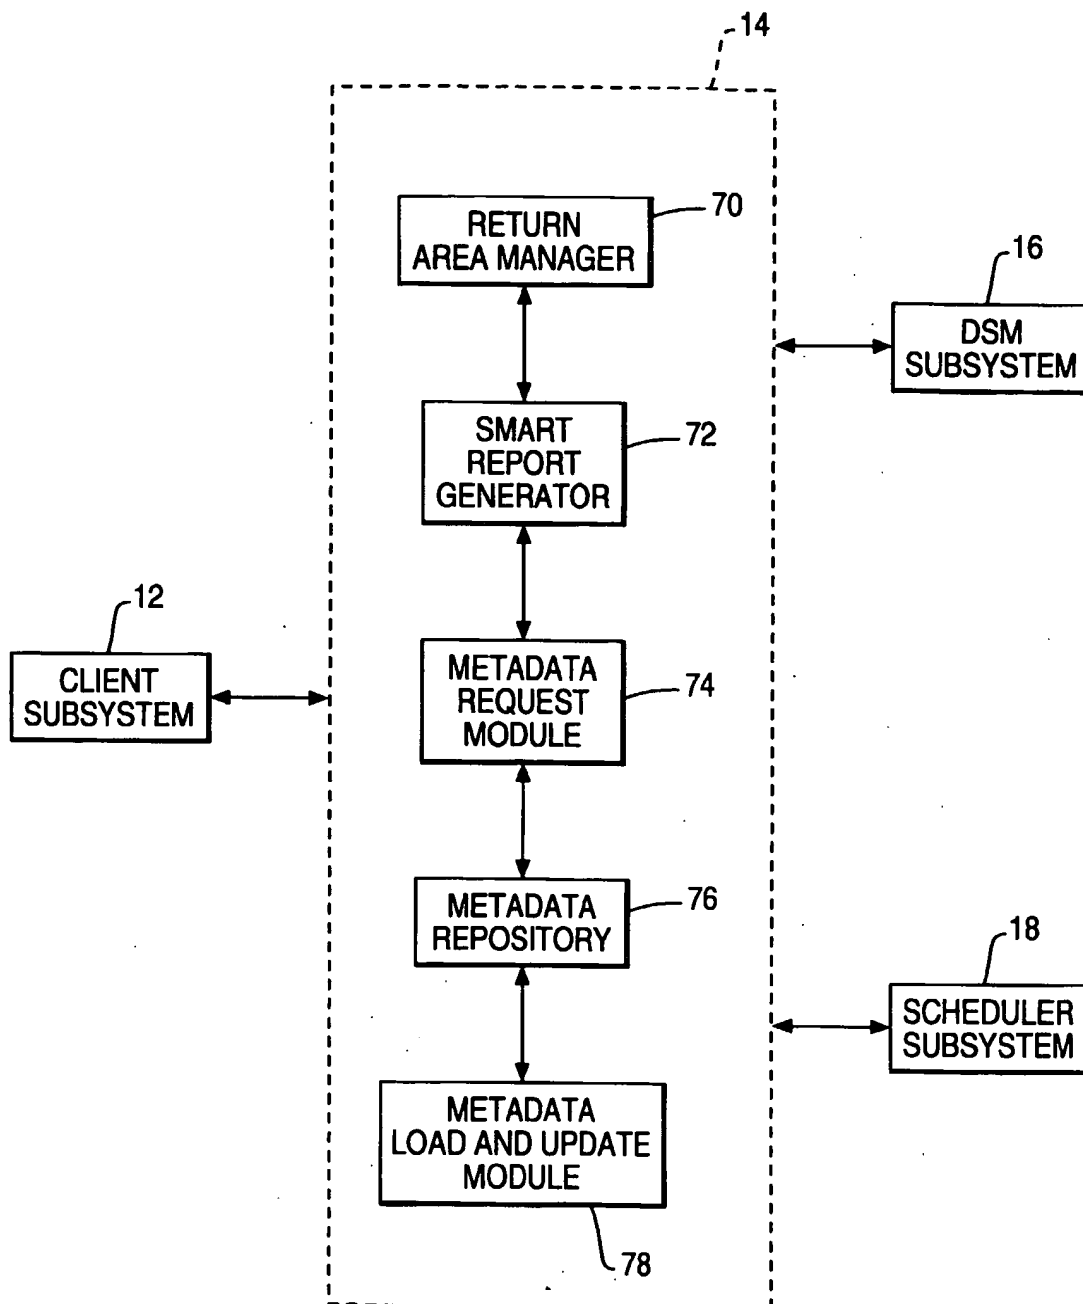 14
RETURN
AREA MANAGER
70
16
DSM
SUBSYSTEM
SMART
REPORT
GENERATOR
72
12
CLIENT
SUBSYSTEM
METADATA
REQUEST
MODULE
74
METADATA
REPOSITORY
76
18
SCHEDULER
SUBSYSTEM
METADATA
LOAD AND UPDATE
MODULE
78